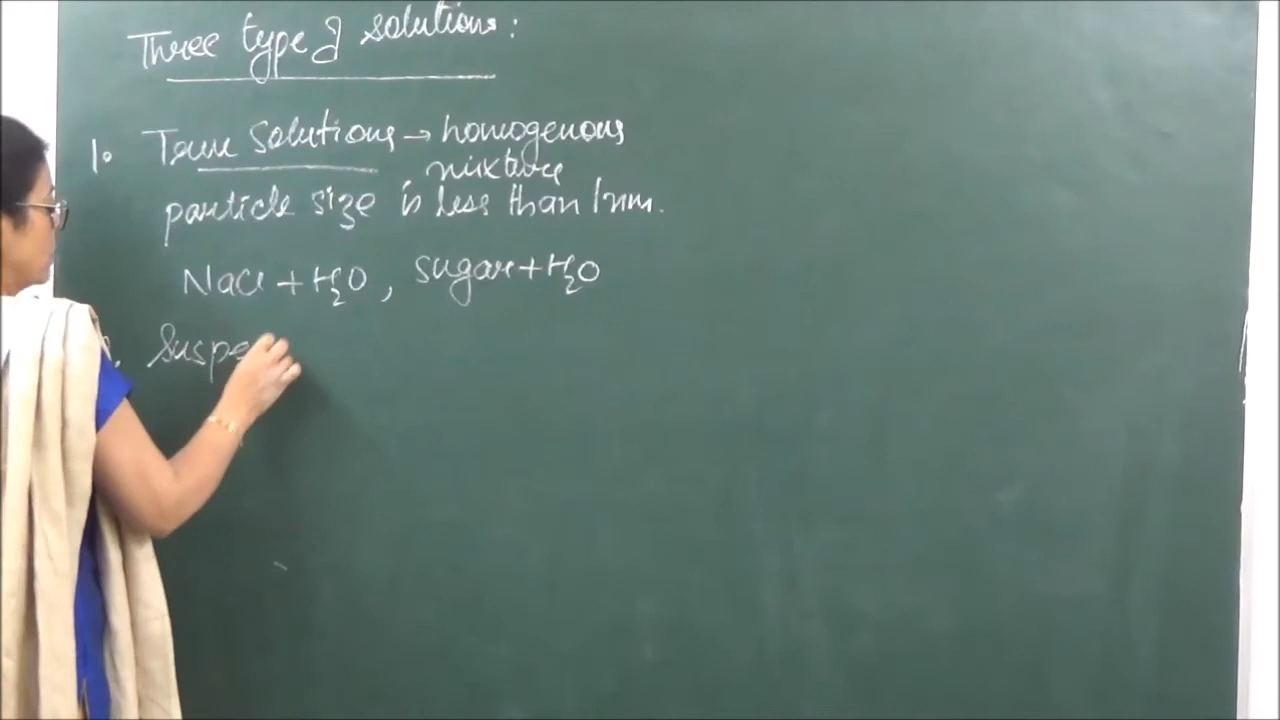 Three type of solutions:
1. True solutions → homogenous
mixture
particle size is less than 1nm.
NaCl + H₂O, sugar + H₂O
2. Suspe